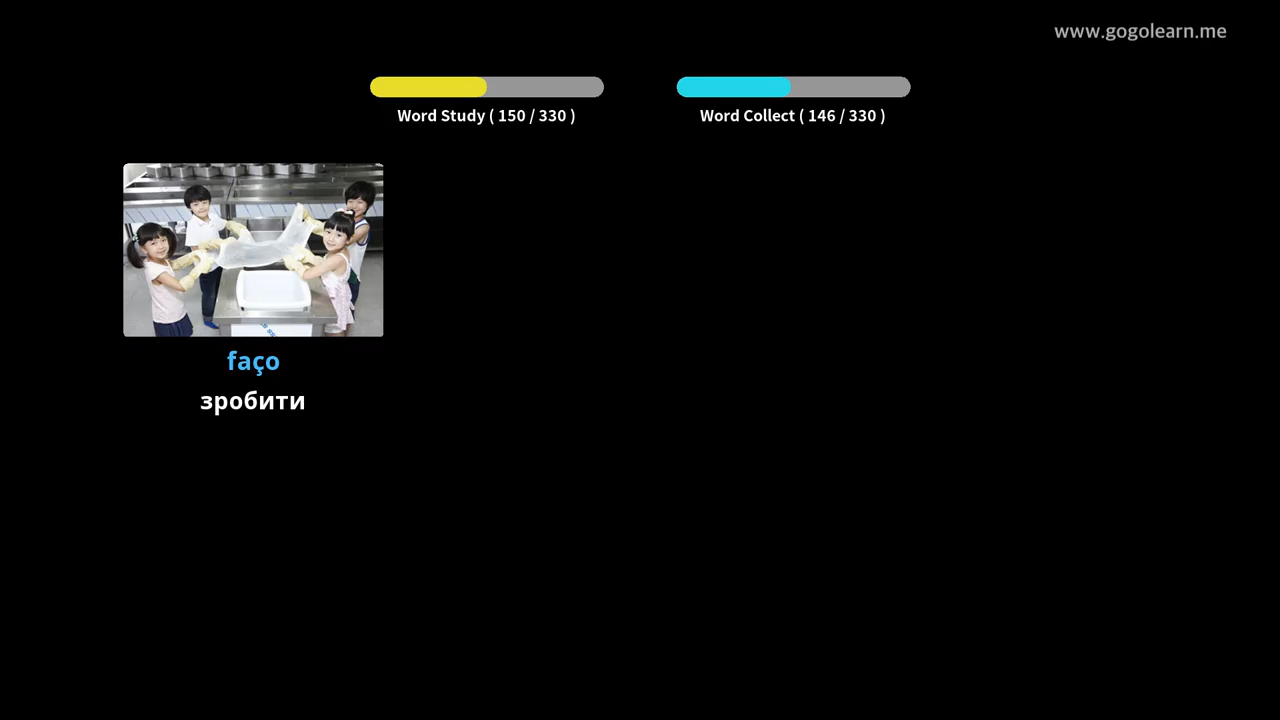 www.gogolearn.me
Word Study ( 150 / 330 )
Word Collect ( 146 / 330 )
faço
зробити